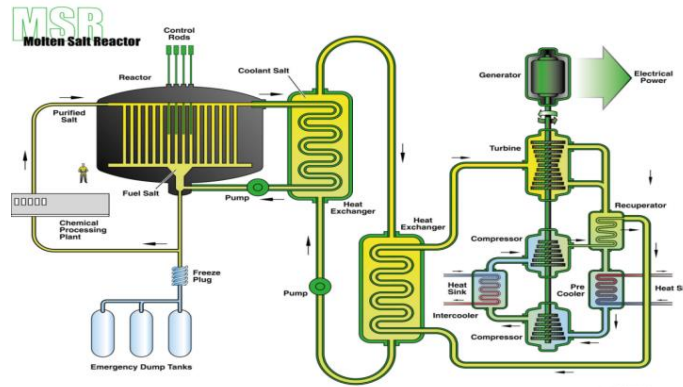 MSR
Molten Salt Reactor
Control
Rods
Reactor
Coolant Salt
Purified
Salt
Fuel Salt
Pump
Heat
Exchanger
Chemical
Processing
Plant
Freeze
Plug
Emergency Dump Tanks
Pump
Heat
Exchanger
Generator
Electrical
Power
Turbine
Recuperator
Compressor
Heat
Sink
Intercooler
Pre
Cooler
Heat Si
Compressor